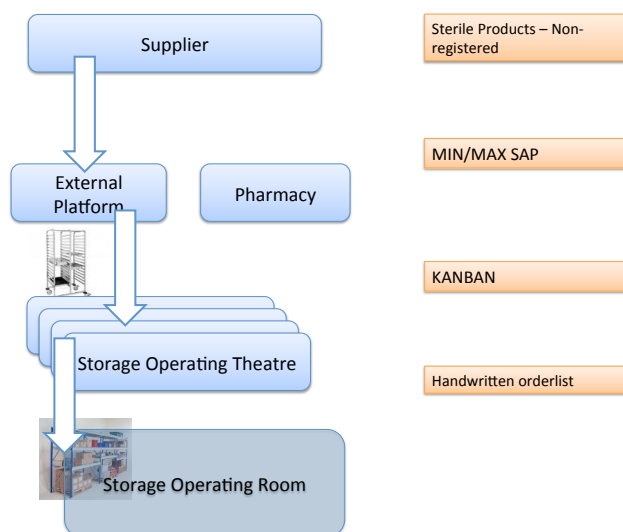 Supplier
Sterile Products – Non-
registered
External
Platform
Pharmacy
MIN/MAX SAP
KANBAN
Storage Operating Theatre
Handwritten orderlist
Storage Operating Room